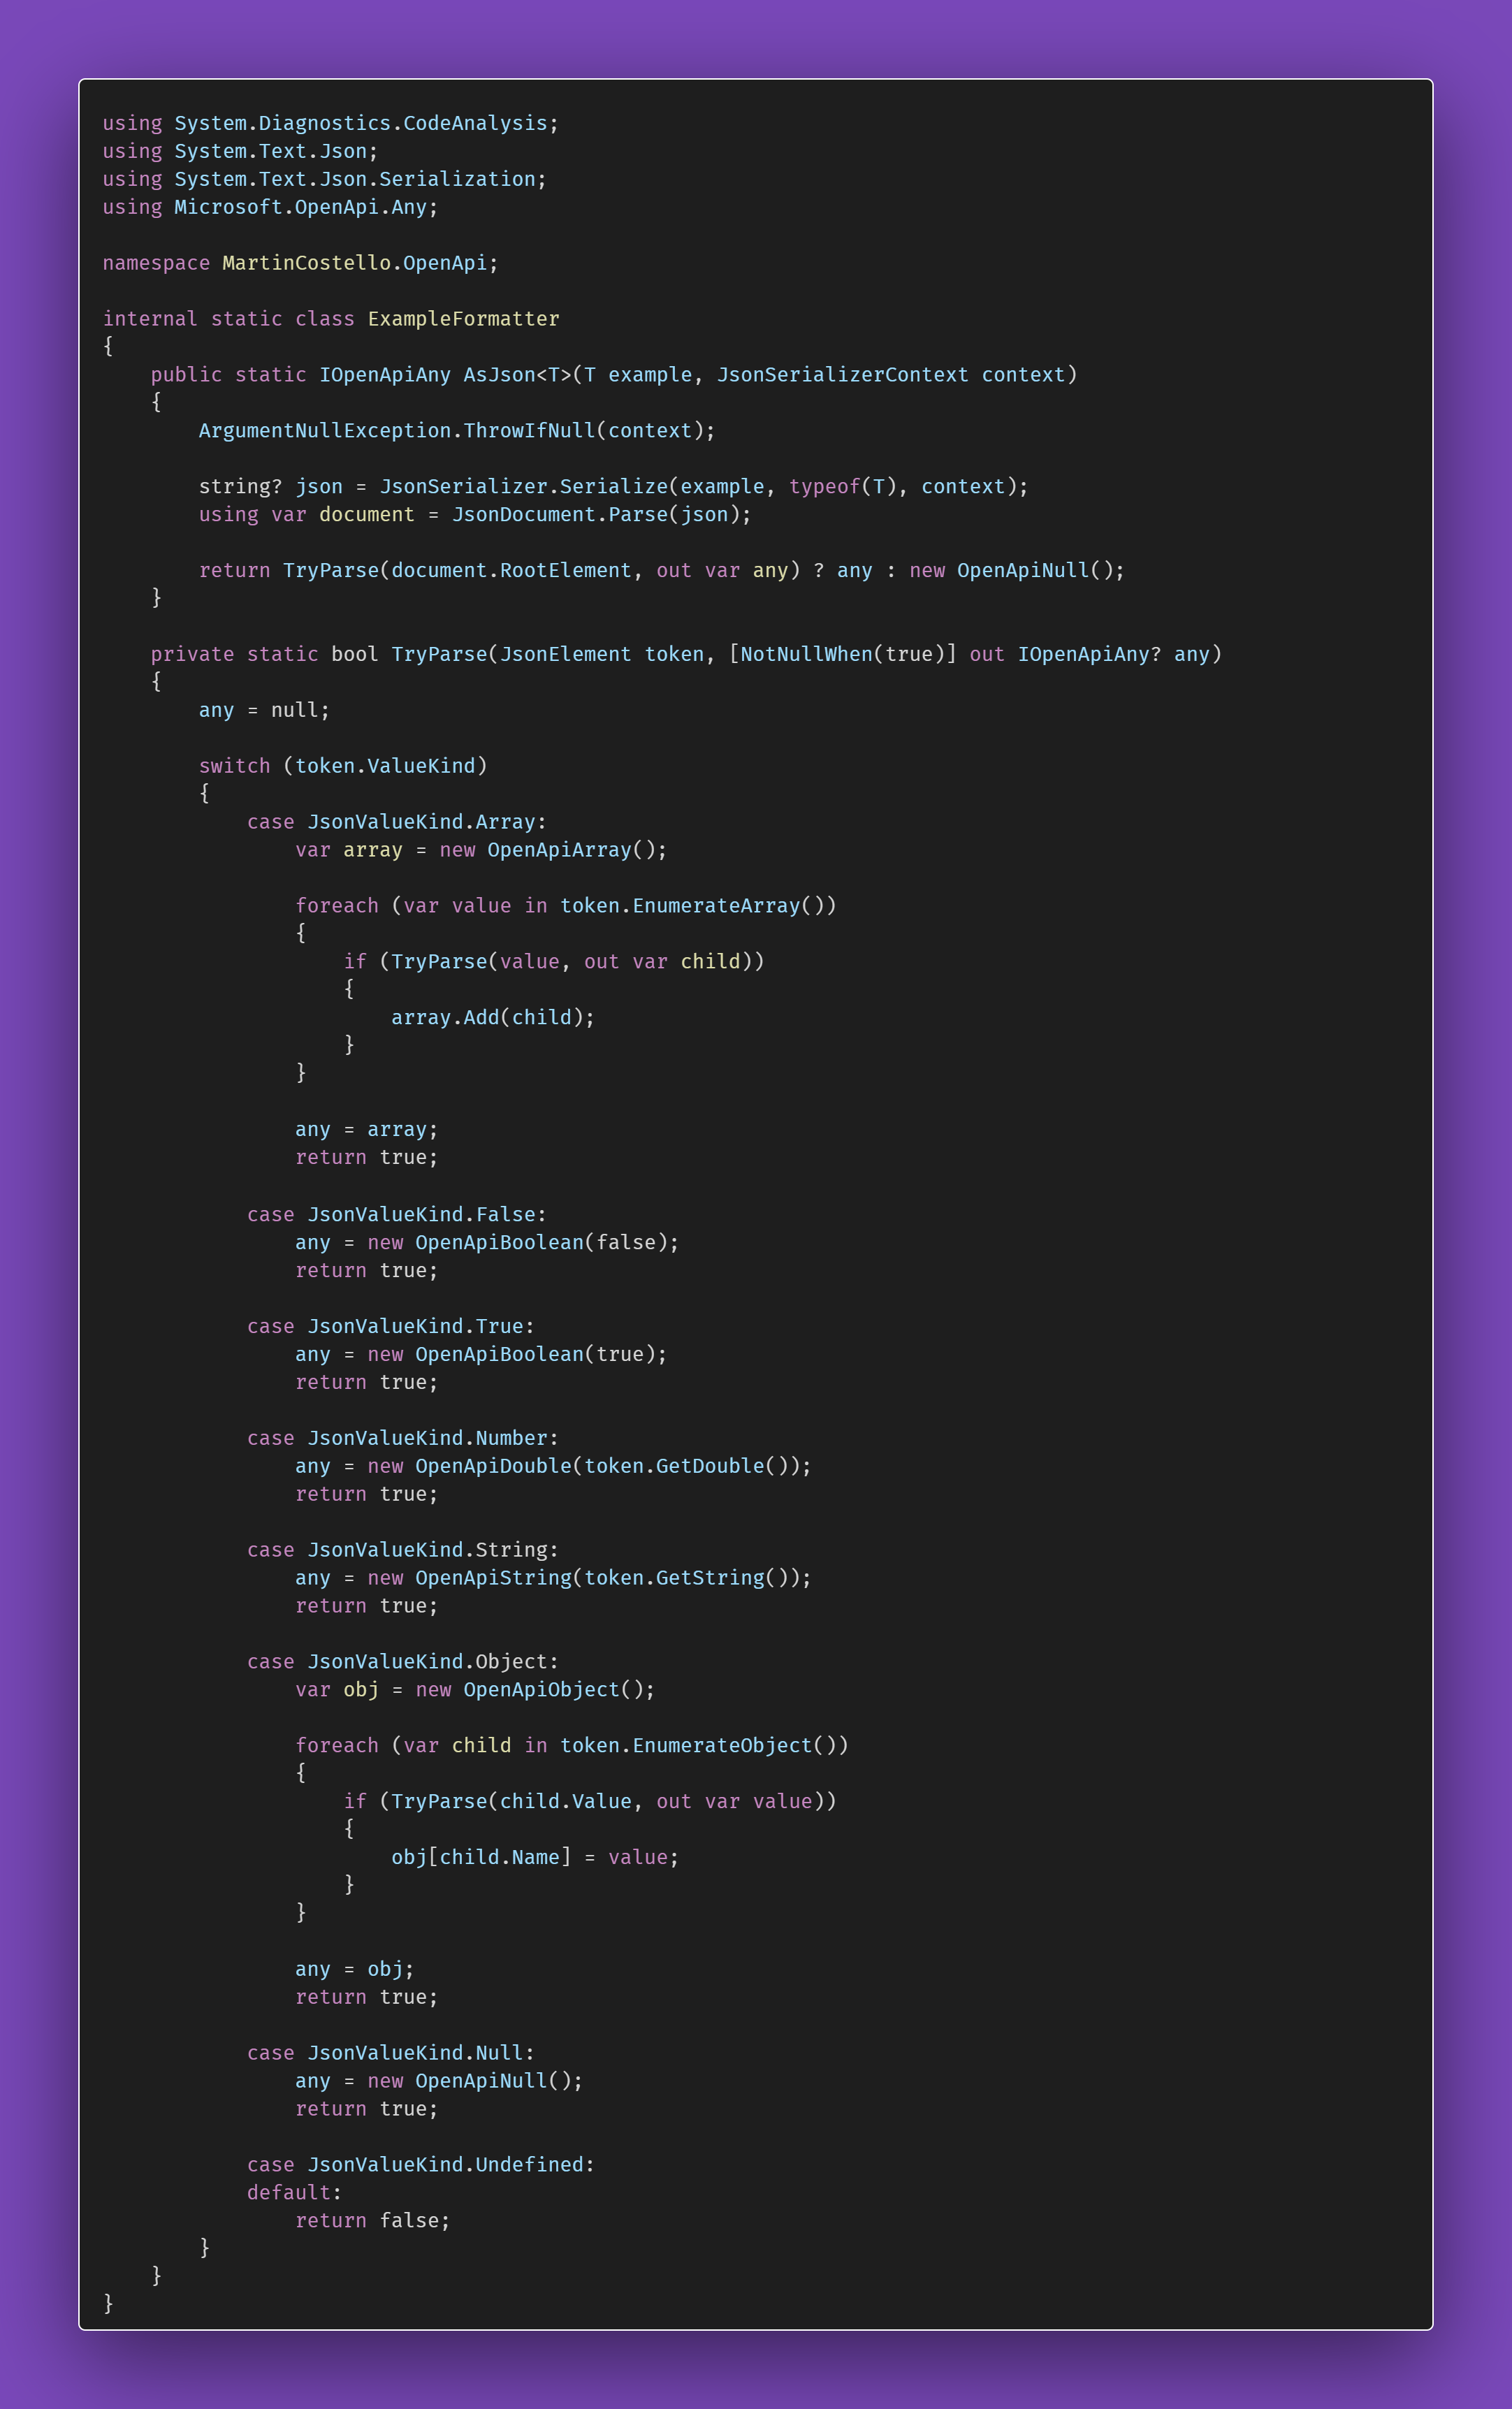 using System.Diagnostics.CodeAnalysis;
using System.Text.Json;
using System.Text.Json.Serialization;
using Microsoft.OpenApi.Any;

namespace MartinCostello.OpenApi;

internal static class ExampleFormatter
{
    public static IOpenApiAny AsJson<T>(T example, JsonSerializerContext context)
    {
        ArgumentNullException.ThrowIfNull(context);

        string? json = JsonSerializer.Serialize(example, typeof(T), context);
        using var document = JsonDocument.Parse(json);

        return TryParse(document.RootElement, out var any) ? any : new OpenApiNull();
    }

    private static bool TryParse(JsonElement token, [NotNullWhen(true)] out IOpenApiAny? any)
    {
        any = null;

        switch (token.ValueKind)
        {
            case JsonValueKind.Array:
                var array = new OpenApiArray();

                foreach (var value in token.EnumerateArray())
                {
                    if (TryParse(value, out var child))
                    {
                        array.Add(child);
                    }
                }

                any = array;
                return true;

            case JsonValueKind.False:
                any = new OpenApiBoolean(false);
                return true;

            case JsonValueKind.True:
                any = new OpenApiBoolean(true);
                return true;

            case JsonValueKind.Number:
                any = new OpenApiDouble(token.GetDouble());
                return true;

            case JsonValueKind.String:
                any = new OpenApiString(token.GetString());
                return true;

            case JsonValueKind.Object:
                var obj = new OpenApiObject();

                foreach (var child in token.EnumerateObject())
                {
                    if (TryParse(child.Value, out var value))
                    {
                        obj[child.Name] = value;
                    }
                }

                any = obj;
                return true;

            case JsonValueKind.Null:
                any = new OpenApiNull();
                return true;

            case JsonValueKind.Undefined:
            default:
                return false;
        }
    }
}